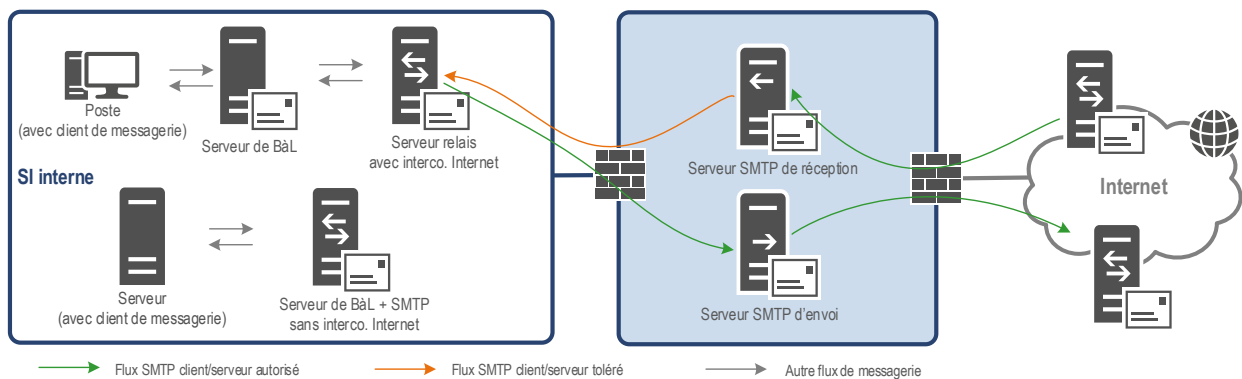 Poste
(avec client de messagerie)
Serveur de BàL
Serveur relais
avec interco. Internet
SI interne
Serveur
(avec client de messagerie)
Serveur de BàL + SMTP
sans interco. Internet
Serveur SMTP de réception
Serveur SMTP d'envoi
Internet
Flux SMTP client/serveur autorisé
Flux SMTP client/serveur toléré
Autre flux de messagerie